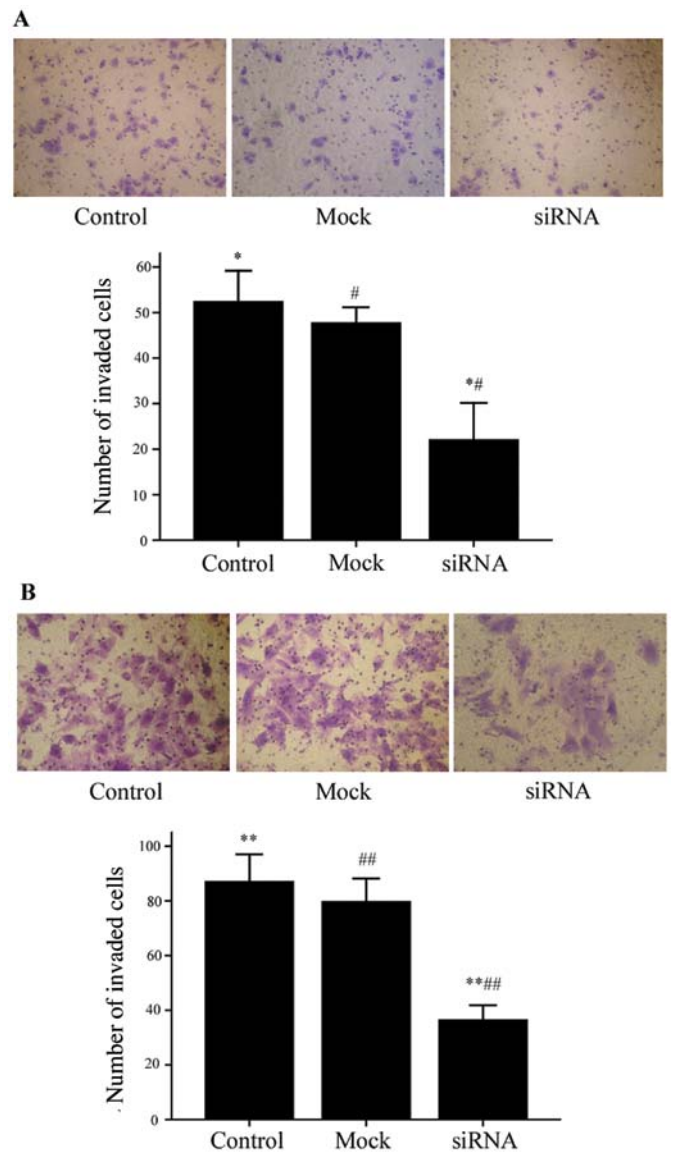 A
Control Mock siRNA
Number of invaded cells
60
50
40
30
20
10
0
*
#
*#
Control Mock siRNA
B
Control Mock siRNA
Number of invaded cells
100
80
60
40
20
0
**
##
**##
Control Mock siRNA